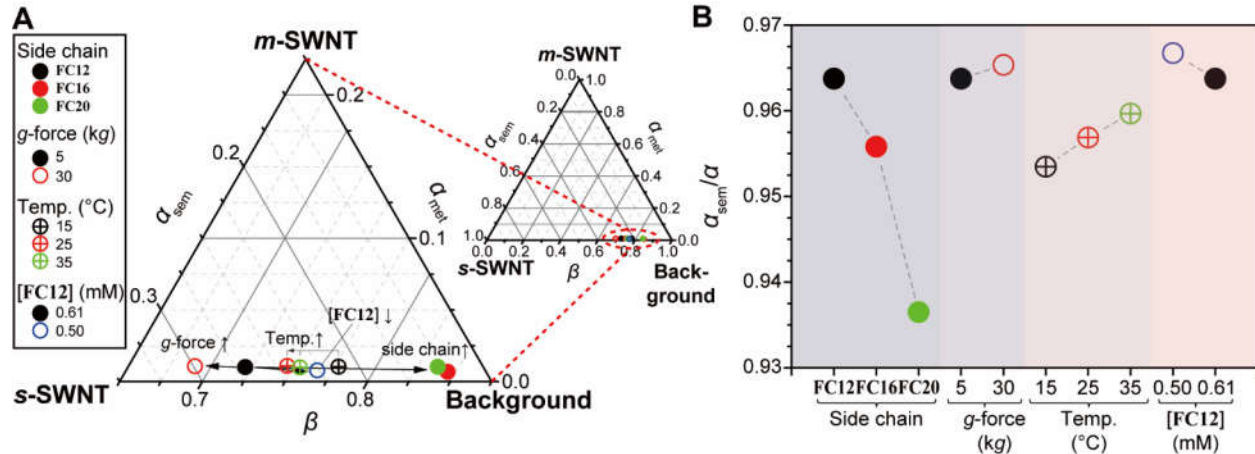 A
Side chain
FC12
FC16
FC20
g-force (kg)
5
30
Temp. (°C)
15
25
35
[FC12] (mM)
0.61
0.50
m-SWNT
0.2
0.2
α_sem
α_met
0.1
0.3
[FC12] ↓
g-force ↑
Temp.↑
side chain↑
0.0
s-SWNT
0.7
0.8
Background
β
m-SWNT
0.0
1.0
0.2
0.8
α_sem
0.4
0.6
α_met
0.6
0.4
0.8
0.2
1.0
0.0
0.0
0.2
0.4
0.6
0.8
1.0
s-SWNT
β
Back-
ground
B
0.97
0.96
0.95
0.94
0.93
α_sem/α
FC12 FC16 FC20
5 30
15 25 35
0.50 0.61
Side chain
g-force
(kg)
Temp.
(°C)
[FC12]
(mM)